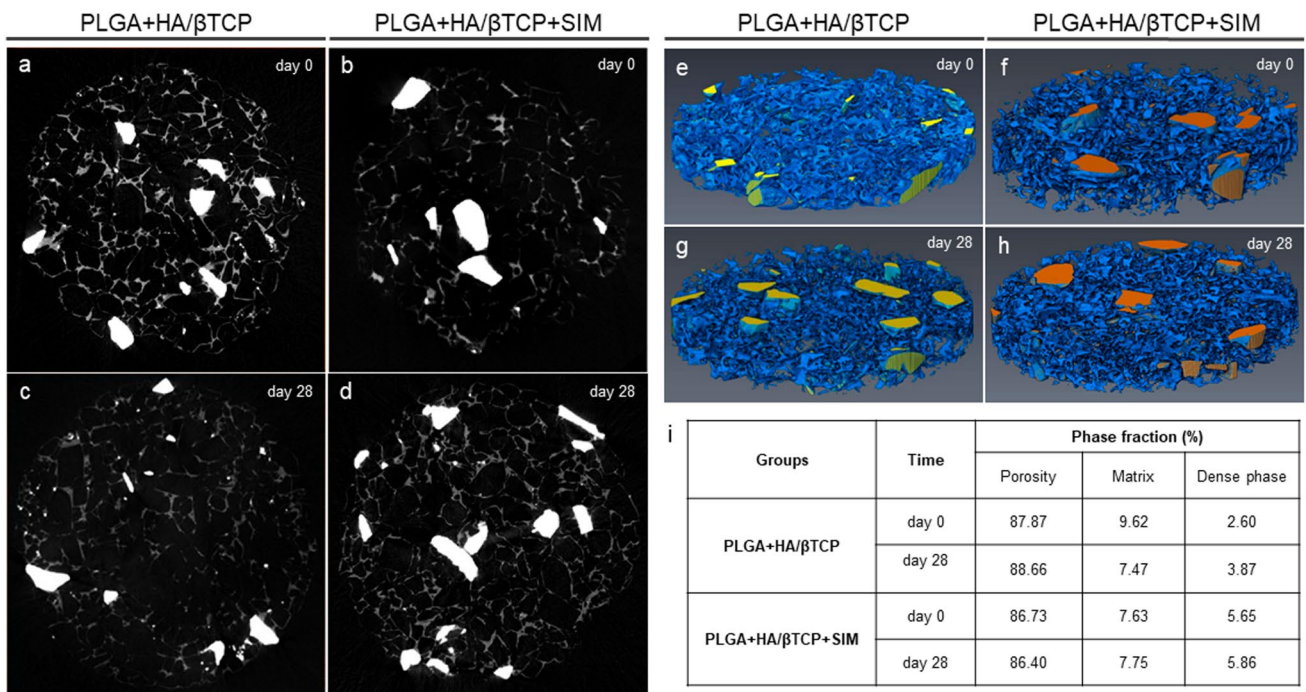 PLGA+HA/βTCP
PLGA+HA/βTCP+SIM
a
day 0
b
day 0
c
day 28
d
day 28
PLGA+HA/βTCP
PLGA+HA/βTCP+SIM
e
day 0
f
day 0
g
day 28
h
day 28
i
Groups
Time
Phase fraction (%)
Porosity
Matrix
Dense phase
PLGA+HA/βTCP
day 0
87.87
9.62
2.60
day 28
88.66
7.47
3.87
PLGA+HA/βTCP+SIM
day 0
86.73
7.63
5.65
day 28
86.40
7.75
5.86